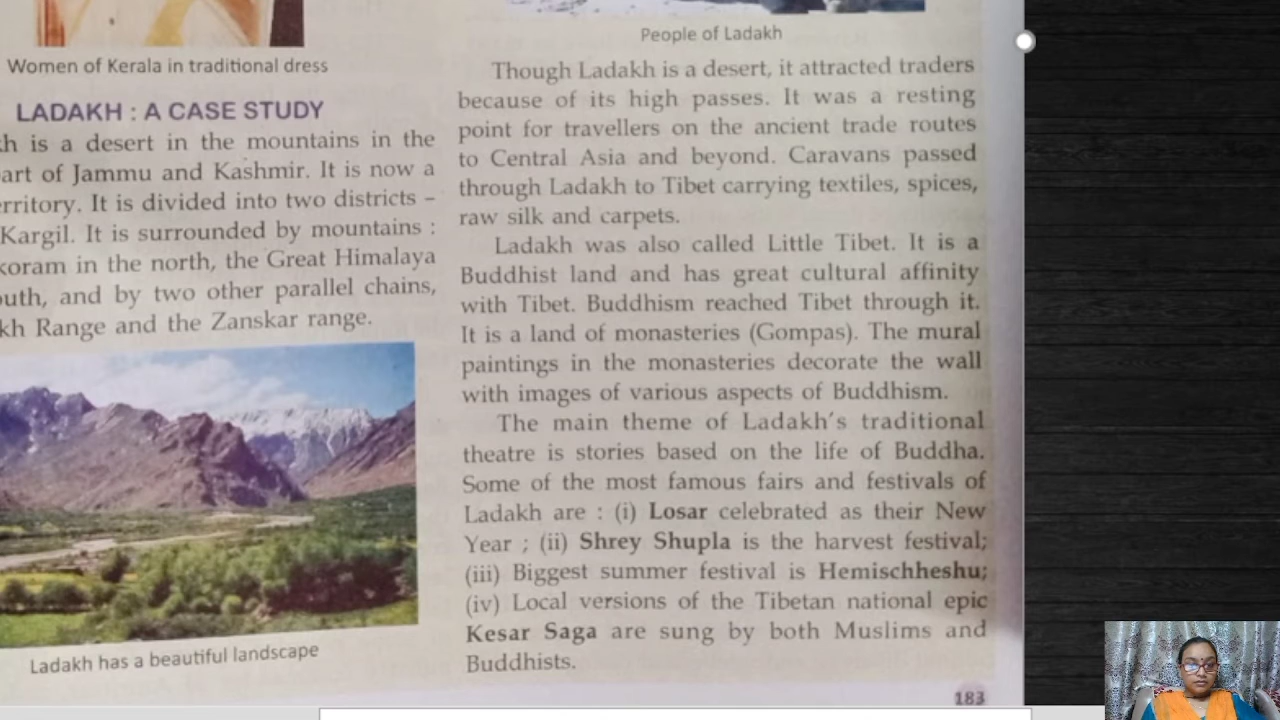 Women of Kerala in traditional dress
LADAKH : A CASE STUDY
is a desert in the mountains in the
of Jammu and Kashmir. It is now a
It is divided into two districts –
Kargil. It is surrounded by mountains :
in the north, the Great Himalaya
and by two other parallel chains,
Range and the Zanskar range.
Ladakh has a beautiful landscape
People of Ladakh
Though Ladakh is a desert, it attracted traders
because of its high passes. It was a resting
point for travellers on the ancient trade routes
to Central Asia and beyond. Caravans passed
through Ladakh to Tibet carrying textiles, spices,
raw silk and carpets.
Ladakh was also called Little Tibet. It is a
Buddhist land and has great cultural affinity
with Tibet. Buddhism reached Tibet through it.
It is a land of monasteries (Gompas). The mural
paintings in the monasteries decorate the wall
with images of various aspects of Buddhism.
The main theme of Ladakh's traditional
theatre is stories based on the life of Buddha.
Some of the most famous fairs and festivals of
Ladakh are : (i) Losar celebrated as their New
Year ; (ii) Shrey Shupla is the harvest festival;
(iii) Biggest summer festival is Hemischheshu;
(iv) Local versions of the Tibetan national epic
Kesar Saga are sung by both Muslims and
Buddhists.
183